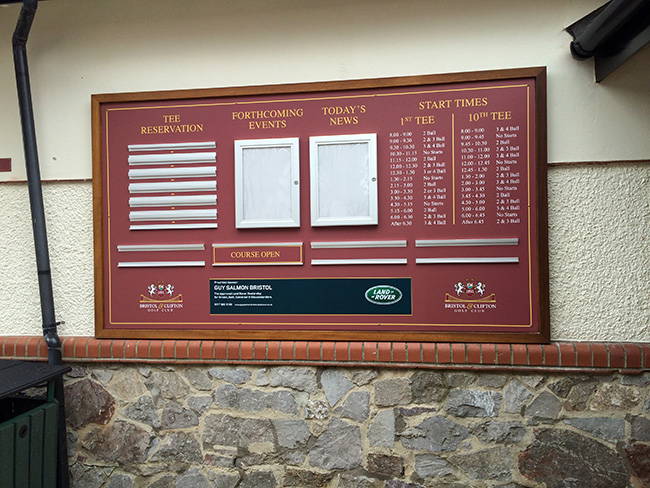 TEE
RESERVATION
FORTHCOMING
EVENTS
TODAY'S
NEWS
START TIMES
1ST TEE
8.00 - 9.00 2 Ball
9.00 - 9.30 2 & 3 Ball
9.30 - 10.30 3 & 4 Ball
10.30 - 11.15 No Starts
11.15 - 12.00 2 Ball
12.00 - 12.30 2 & 3 Ball
12.30 - 1.30 3 or 4 Ball
1.30 - 2.15 No Starts
2.15 - 3.00 2 Ball
3.00 - 3.30 2 or 3 Ball
3.30 - 4.30 3 & 4 Ball
4.30 - 5.15 No Starts
5.15 - 6.00 2 Ball
6.00 - 6.30 2 & 3 Ball
After 6.30 2 & 3 Ball
10TH TEE
8.00 - 9.00 3 & 4 Ball
9.00 - 9.45 No Starts
9.45 - 10.30 2 Ball
10.30 - 11.00 2 & 3 Ball
11.00 - 12.00 3 & 4 Ball
12.00 - 12.45 No Starts
12.45 - 1.30 2 Ball
1.30 - 2.00 2 & 3 Ball
2.00 - 3.00 3 & 4 Ball
3.00 - 3.45 No Starts
3.45 - 4.30 2 Ball
4.30 - 5.00 2 & 3 Ball
5.00 - 6.00 3 & 4 Ball
6.00 - 6.45 No Starts
After 6.45 2 & 3 Ball
COURSE OPEN
GUY SALMON BRISTOL
LAND-ROVER
BRISTOL & CLIFTON
GOLF CLUB
BRISTOL & CLIFTON
GOLF CLUB